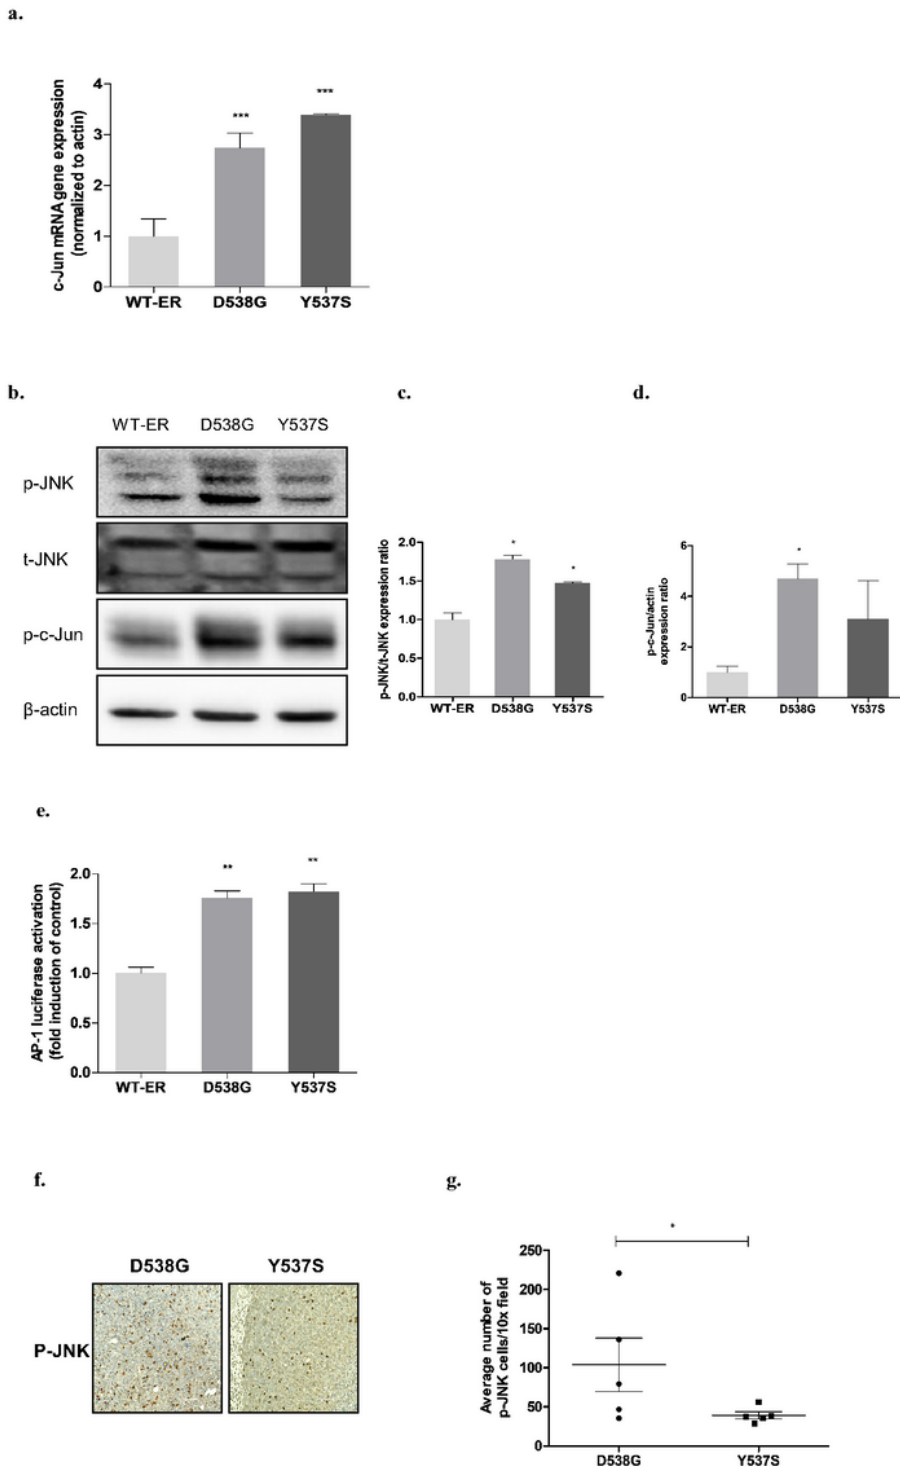 a.
c-Jun mRNA gene expression
(normalized to actin)
4
3
2
1
0
***
***
WT-ER D538G Y537S
b.
WT-ER D538G Y537S
p-JNK
t-JNK
p-c-Jun
β-actin
c.
p-JNK/t-JNK expression ratio
2.0
1.5
1.0
0.5
0.0
*
*
WT-ER D538G Y537S
d.
p-c-Jun/actin
expression ratio
6
4
2
0
*
WT-ER D538G Y537S
e.
AP-1 luciferase activation
(fold induction of control)
2.0
1.5
1.0
0.5
0.0
**
**
WT-ER D538G Y537S
f.
D538G Y537S
P-JNK
g.
Average number of
p-JNK cells/10x field
250
200
150
100
50
0
*
D538G Y537S